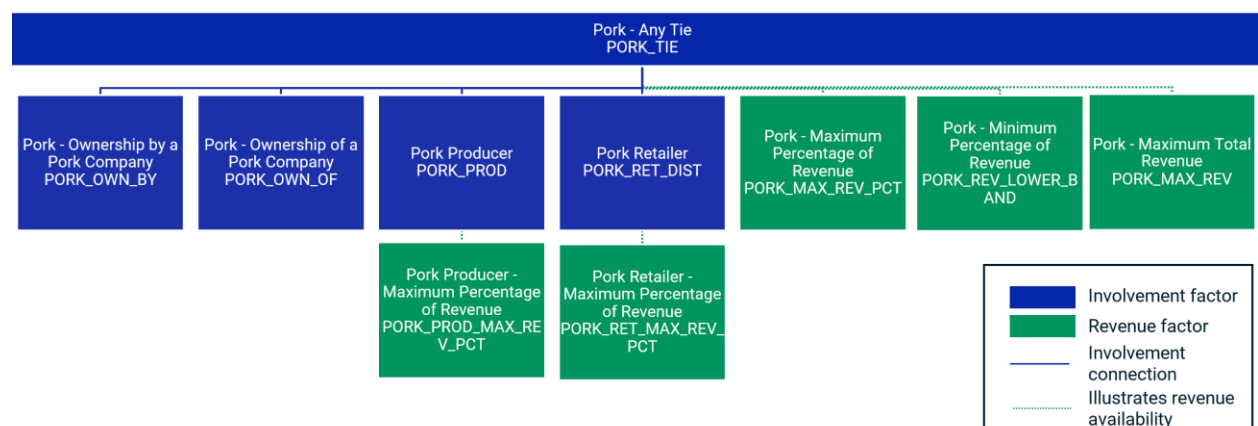 Pork - Any Tie
PORK_TIE
Pork - Ownership by a
Pork Company
PORK_OWN_BY
Pork - Ownership of a
Pork Company
PORK_OWN_OF
Pork Producer
PORK_PROD
Pork Retailer
PORK_RET_DIST
Pork - Maximum
Percentage of
Revenue
PORK_MAX_REV_PCT
Pork - Minimum
Percentage of
Revenue
PORK_REV_LOWER_B
AND
Pork - Maximum Total
Revenue
PORK_MAX_REV
Pork Producer -
Maximum Percentage
of Revenue
PORK_PROD_MAX_RE
V_PCT
Pork Retailer -
Maximum Percentage
of Revenue
PORK_RET_MAX_REV_
PCT
Involvement factor
Revenue factor
Involvement
connection
Illustrates revenue
availability